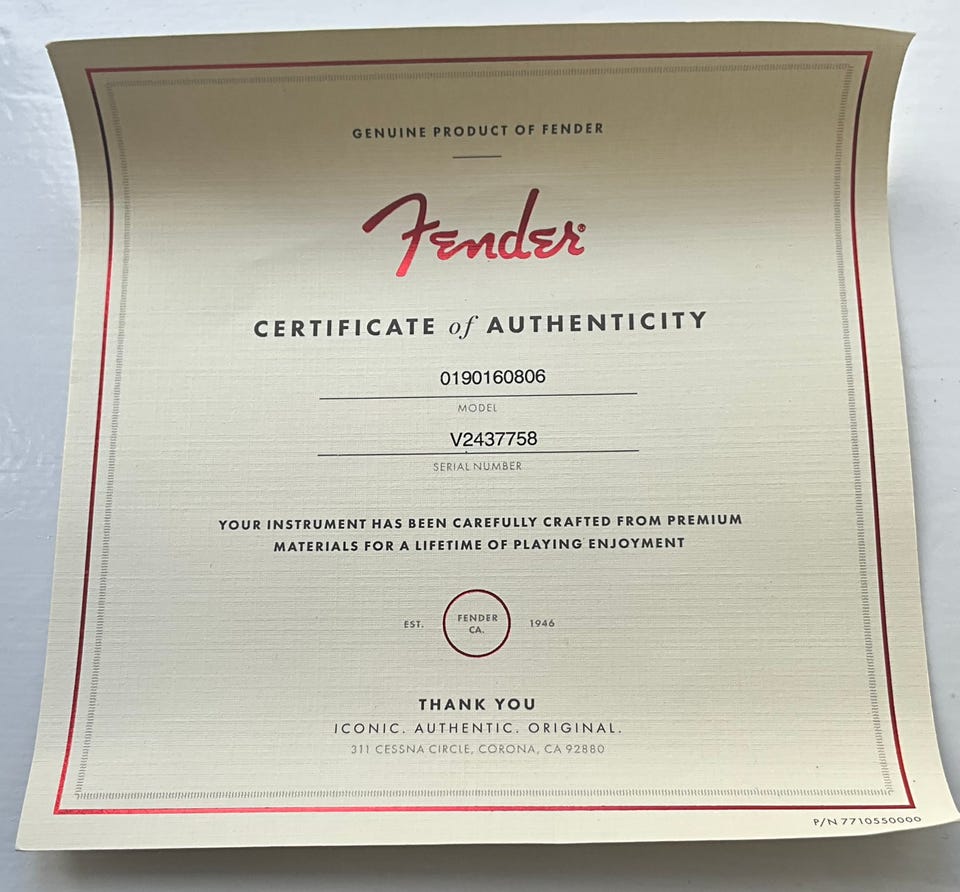 GENUINE PRODUCT OF FENDER
Fender®
CERTIFICATE of AUTHENTICITY
0190160806
MODEL
V2437758
SERIAL NUMBER
YOUR INSTRUMENT HAS BEEN CAREFULLY CRAFTED FROM PREMIUM
MATERIALS FOR A LIFETIME OF PLAYING ENJOYMENT
EST. FENDER CA. 1946
THANK YOU
ICONIC. AUTHENTIC. ORIGINAL.
311 CESSNA CIRCLE, CORONA, CA 92880
P/N 7710550000